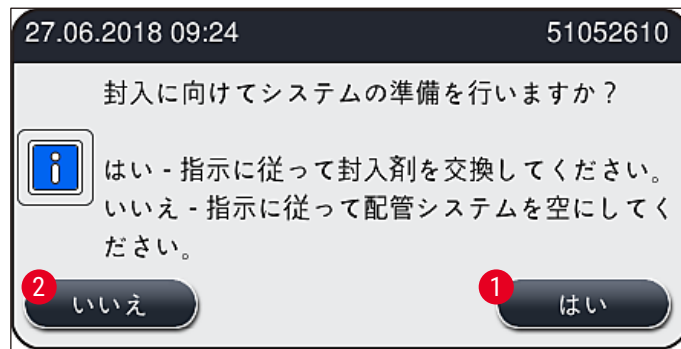 27.06.2018 09:24 51052610
封入に向けてシステムの準備を行いますか？
はい - 指示に従って封入剤を交換してください。
いいえ - 指示に従って配管システムを空にしてく
ださい。
2 いいえ 1 はい